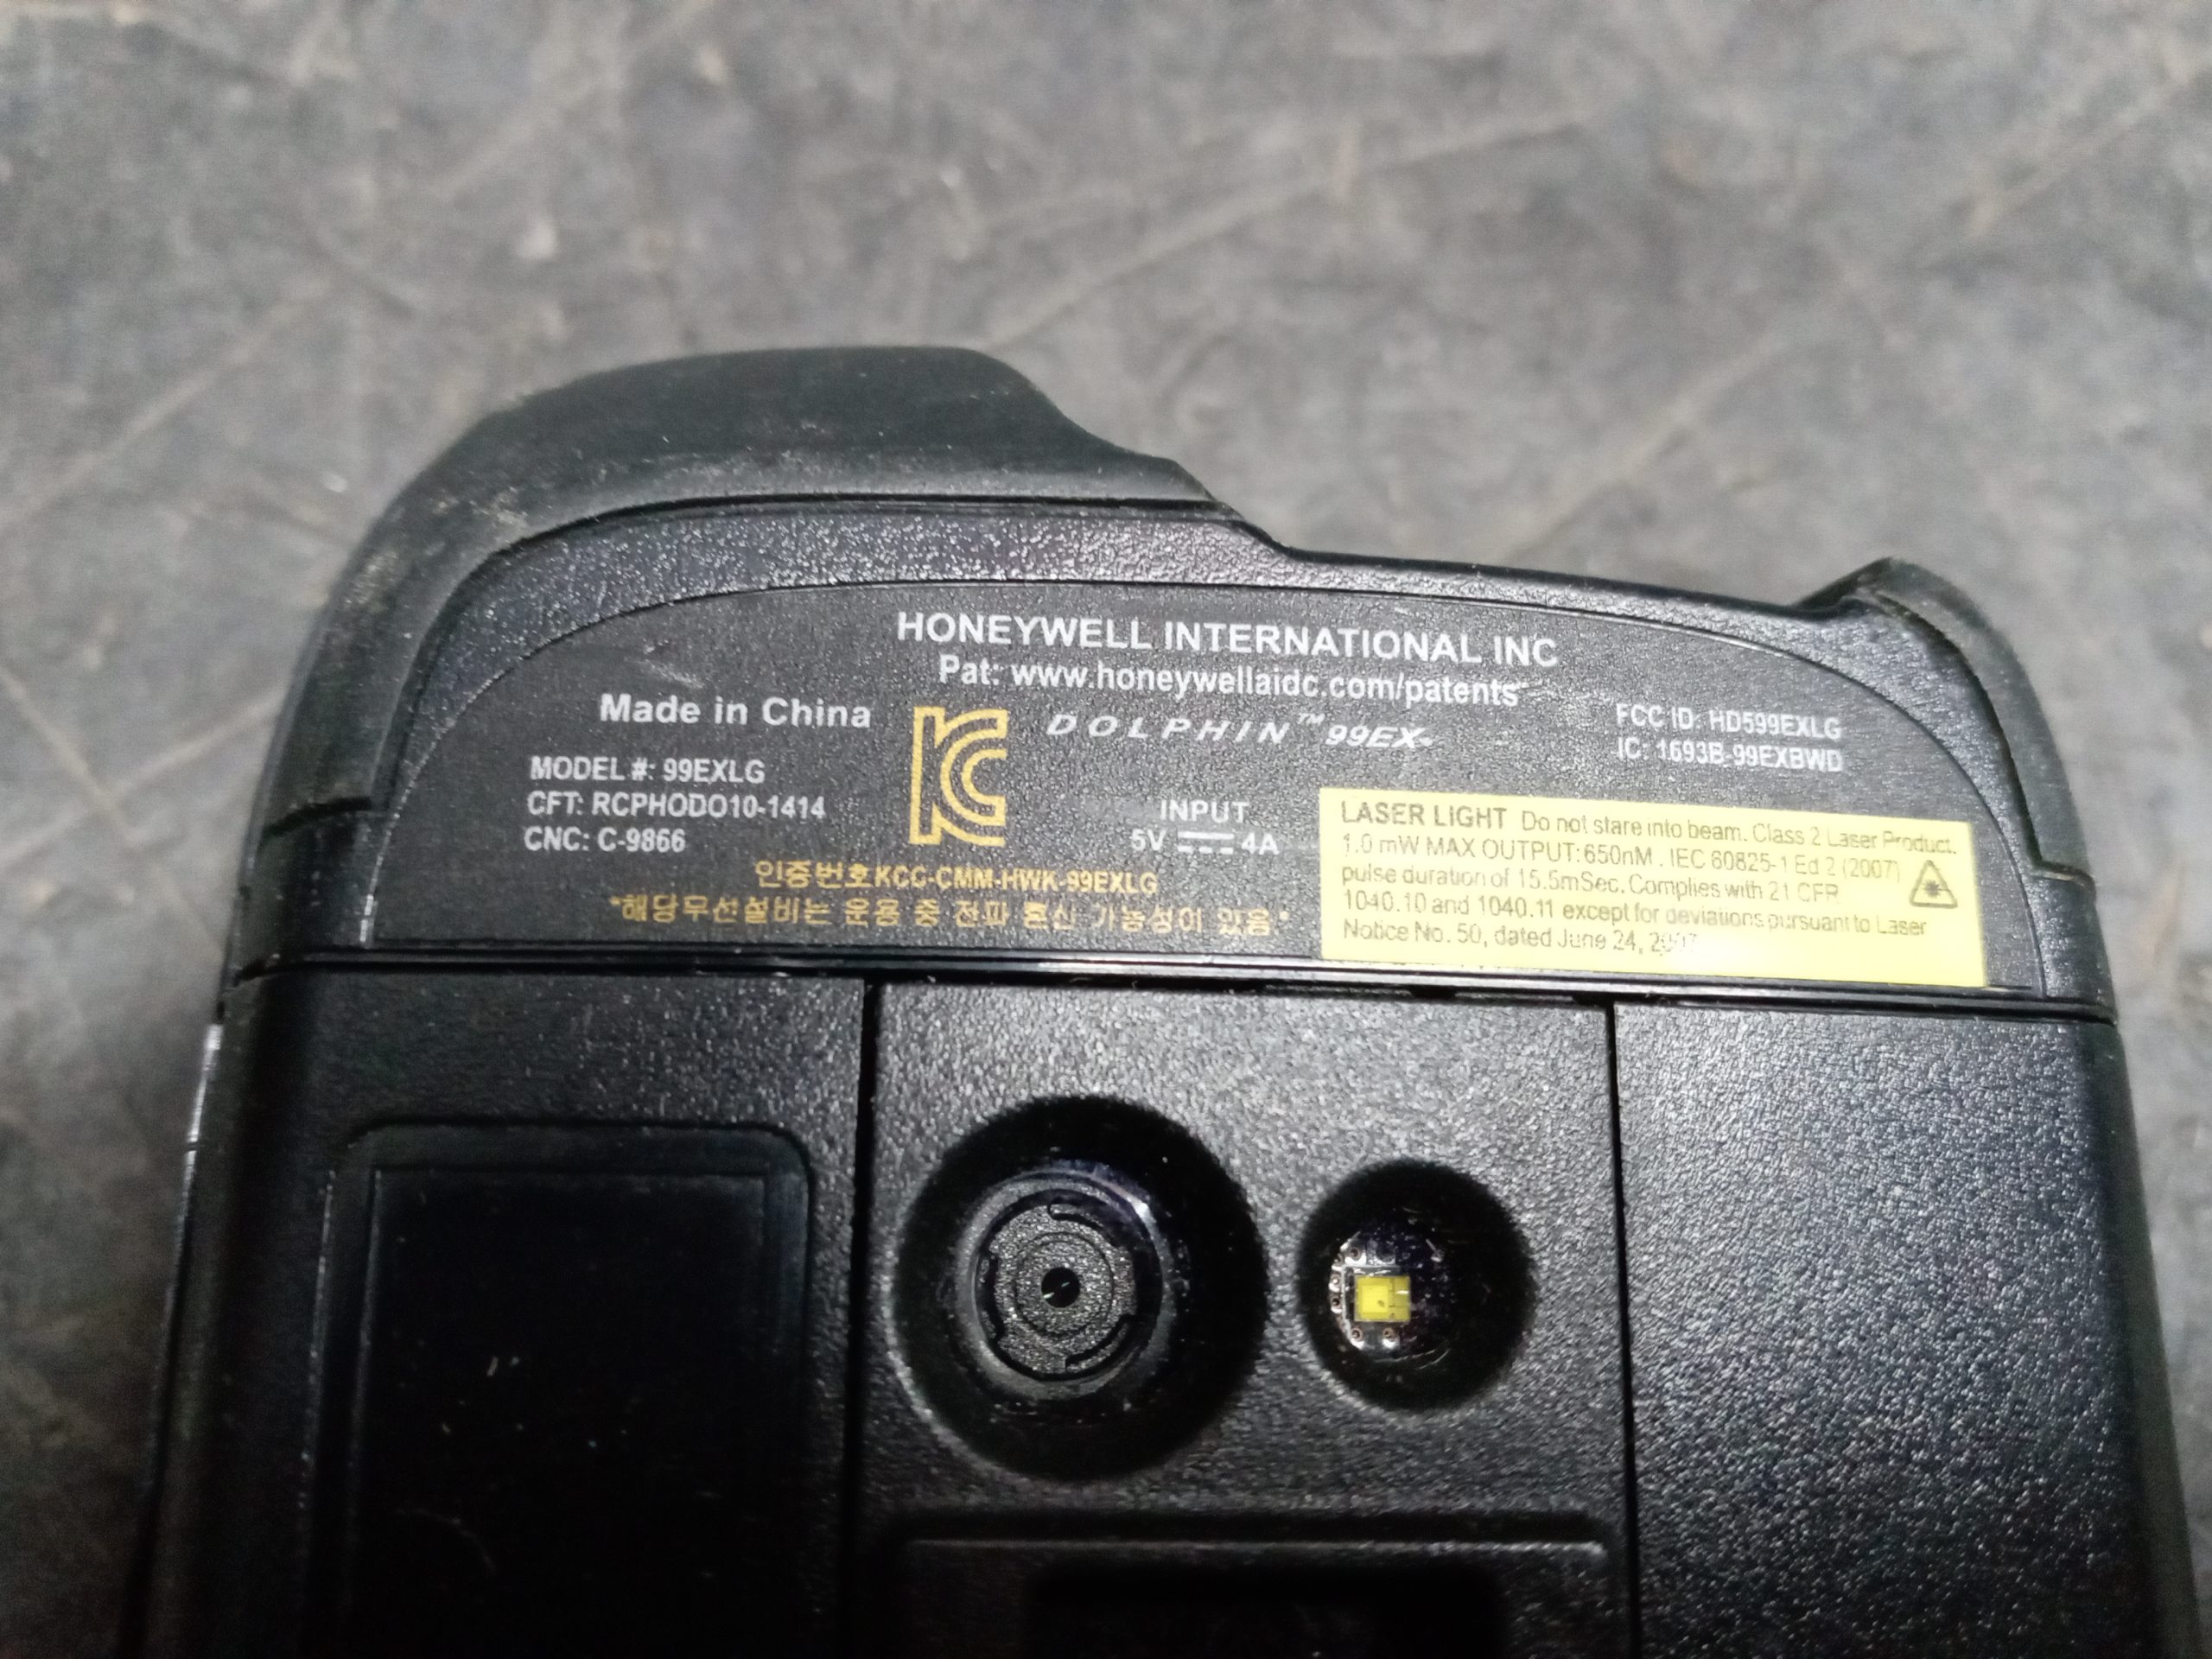 HONEYWELL INTERNATIONAL INC
Pat: www.honeywellaidc.com/patents
Made in China
DOLPHIN™ 99EX
FCC ID: HD599EXLG
IC: 1693B-99EXBWD
MODEL #: 99EXLG
CFT: RCPHODO10-1414
CNC: C-9866
INPUT
5V 4A
인증번호KCC-CMM-HWK-99EXLG
"해당무선설비는 운용 중 전파 혼신 가능성이 있음"
LASER LIGHT Do not stare into beam. Class 2 Laser Product.
1.0 mW MAX OUTPUT:650nM. IEC 60825-1 Ed 2 (2007)
pulse duration of 15.5mSec. Complies with 21 CFR
1040.10 and 1040.11 except for deviations pursuant to Laser
Notice No. 50, dated June 24, 2007